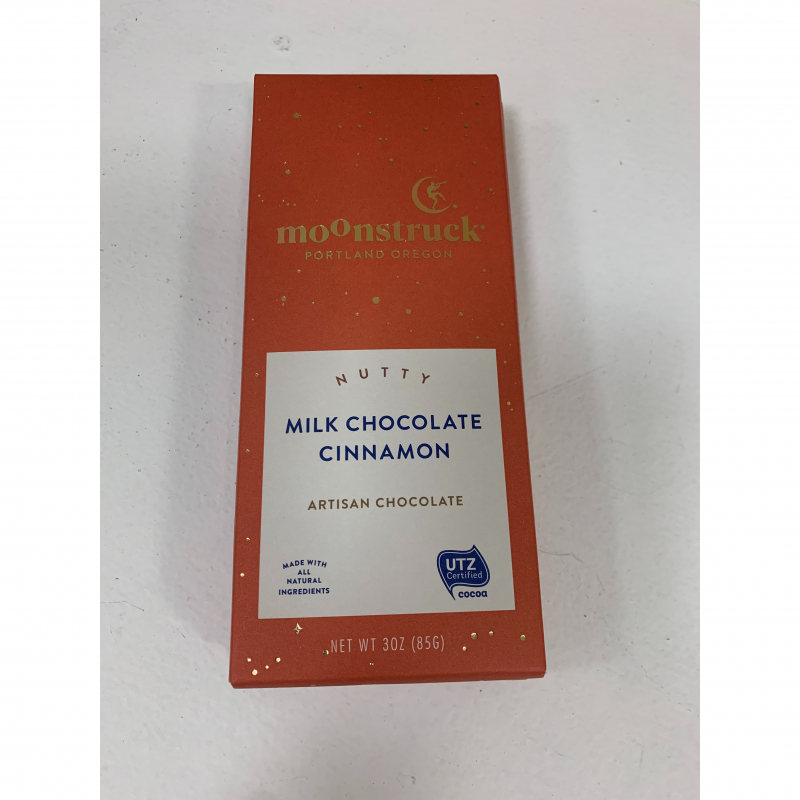 moonstruck
PORTLAND OREGON
NUTTY
MILK CHOCOLATE
CINNAMON
ARTISAN CHOCOLATE
MADE WITH
ALL
NATURAL
INGREDIENTS
UTZ
Certified
cocoa
NET WT 3OZ (85G)